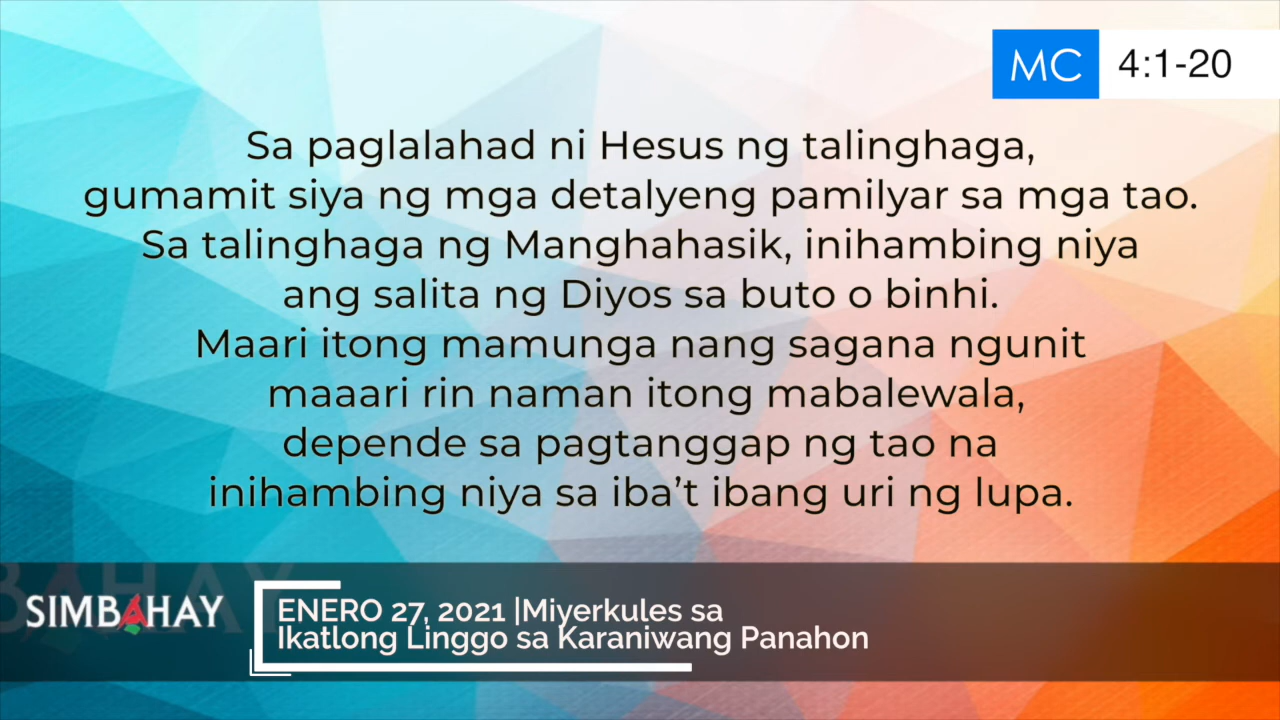 MC 4:1-20
Sa paglalahad ni Hesus ng talinghaga,
gumamit siya ng mga detalyeng pamilyar sa mga tao.
Sa talinghaga ng Manghahasik, inihambing niya
ang salita ng Diyos sa buto o binhi.
Maari itong mamunga nang sagana ngunit
maaari rin naman itong mabalewala,
depende sa pagtanggap ng tao na
inihambing niya sa iba’t ibang uri ng lupa.
SIMBAHAY
ENERO 27, 2021 |Miyerkules sa
Ikatlong Linggo sa Karaniwang Panahon